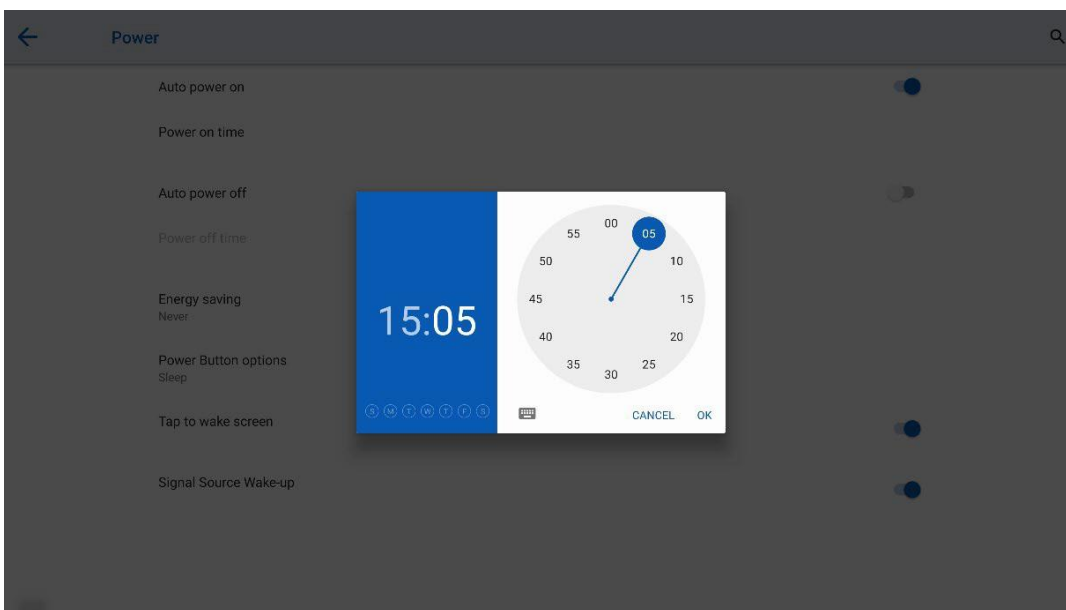 Power
Auto power on
Power on time
Auto power off
Power off time
Energy saving
Never
Power Button options
Sleep
Tap to wake screen
Signal Source Wake-up
15:05
S M T W T F S
00
05
10
15
20
25
30
35
40
45
50
55
CANCEL OK